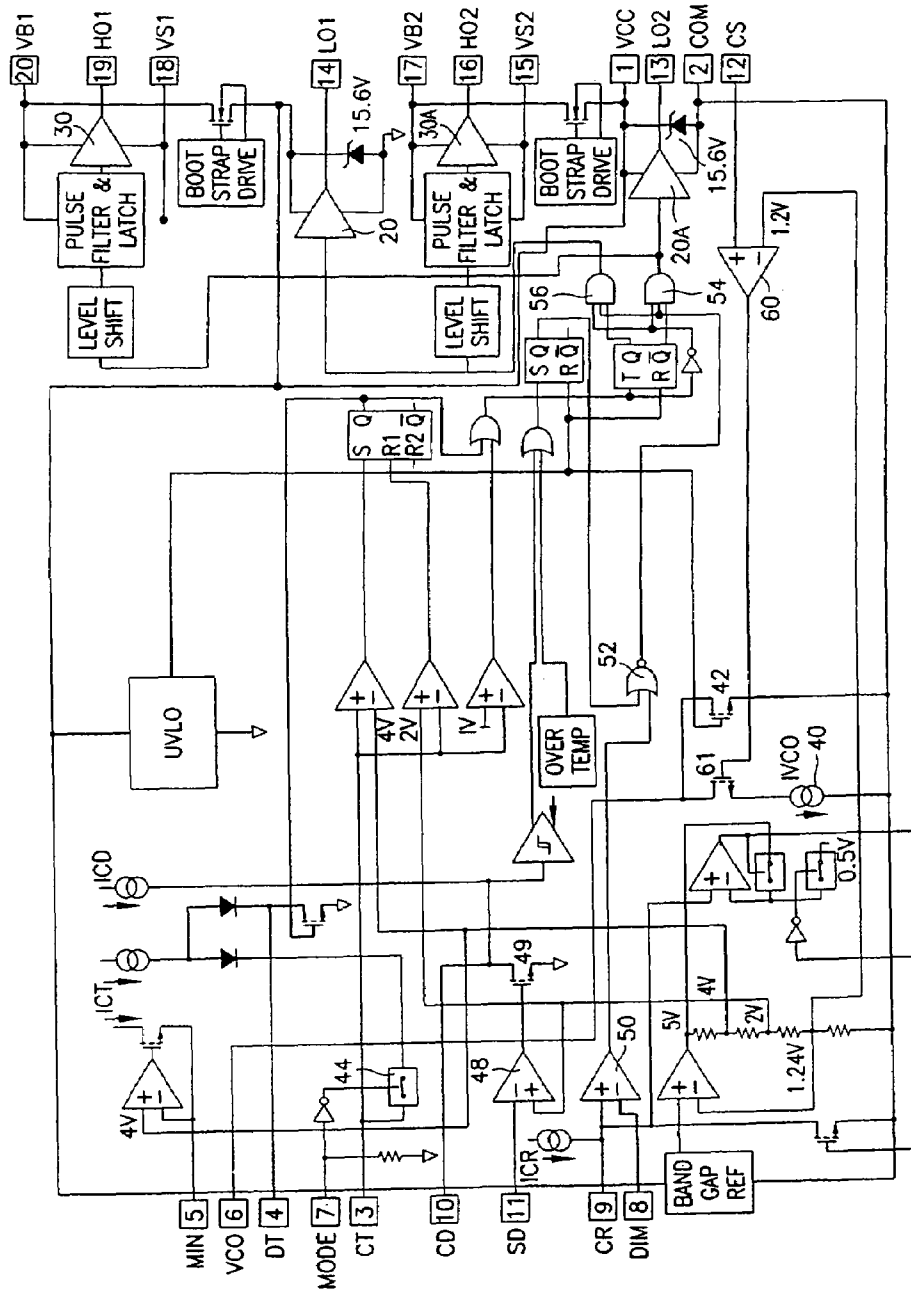 20 VB1
19 HO1
18 VS1
14 LO1
17 VB2
16 HO2
15 VS2
1 VCC
13 LO2
2 COM
12 CS
30
PULSE
FILTER &
LATCH
LEVEL
SHIFT
BOOT
STRAP
DRIVE
15.6V
20
30A
PULSE
FILTER &
LATCH
LEVEL
SHIFT
BOOT
STRAP
DRIVE
15.6V
20A
56
54
+
−
1.2V
60
S Q
R Q
T Q
R Q
S Q
R1
R2 Q
UVLO
+
−
4V
+
−
2V
+
−
1V
OVER
TEMP
52
42
61
IVCO
40
ICD
ICT
4V
+
−
44
49
48
−
+
50
+
−
ICR
5V
+
−
4V
2V
1.24V
+
−
0.5V
BAND
GAP
REF
MIN 5
VCO 6
DT 4
MODE 7
CT 3
CD 10
SD 11
CR 9
DIM 8